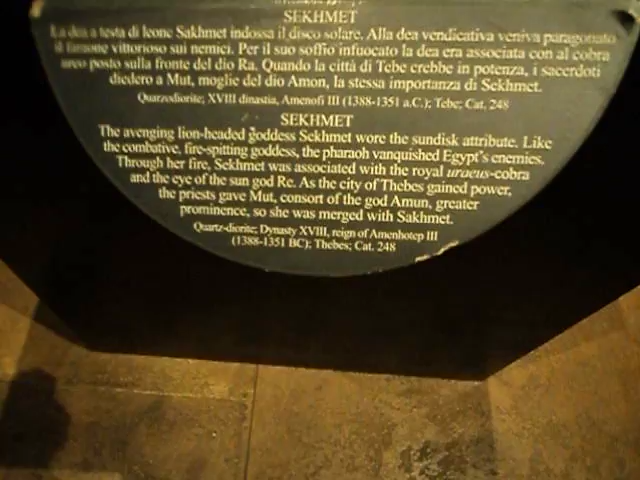 SEKHMET
La dea a testa di leone Sakhmet indossa il disco solare. Alla dea vendicativa veniva paragonato
il faraone vittorioso sui nemici. Per il suo soffio infuocato la dea era associata con al cobra
ureo posto sulla fronte del dio Ra. Quando la città di Tebe crebbe in potenza, i sacerdoti
diedero a Mut, moglie del dio Amon, la stessa importanza di Sekhmet.
Quarzodiorite; XVIII dinastia, Amenofi III (1388-1351 a.C.); Tebe; Cat. 248
SEKHMET
The avenging lion-headed goddess Sekhmet wore the sundisk attribute. Like
the combative, fire-spitting goddess, the pharaoh vanquished Egypt's enemies.
Through her fire, Sekhmet was associated with the royal uraeus-cobra
and the eye of the sun god Re. As the city of Thebes gained power,
the priests gave Mut, consort of the god Amun, greater
prominence, so she was merged with Sakhmet.
Quartz-diorite; Dynasty XVIII, reign of Amenhotep III
(1388-1351 BC); Thebes; Cat. 248